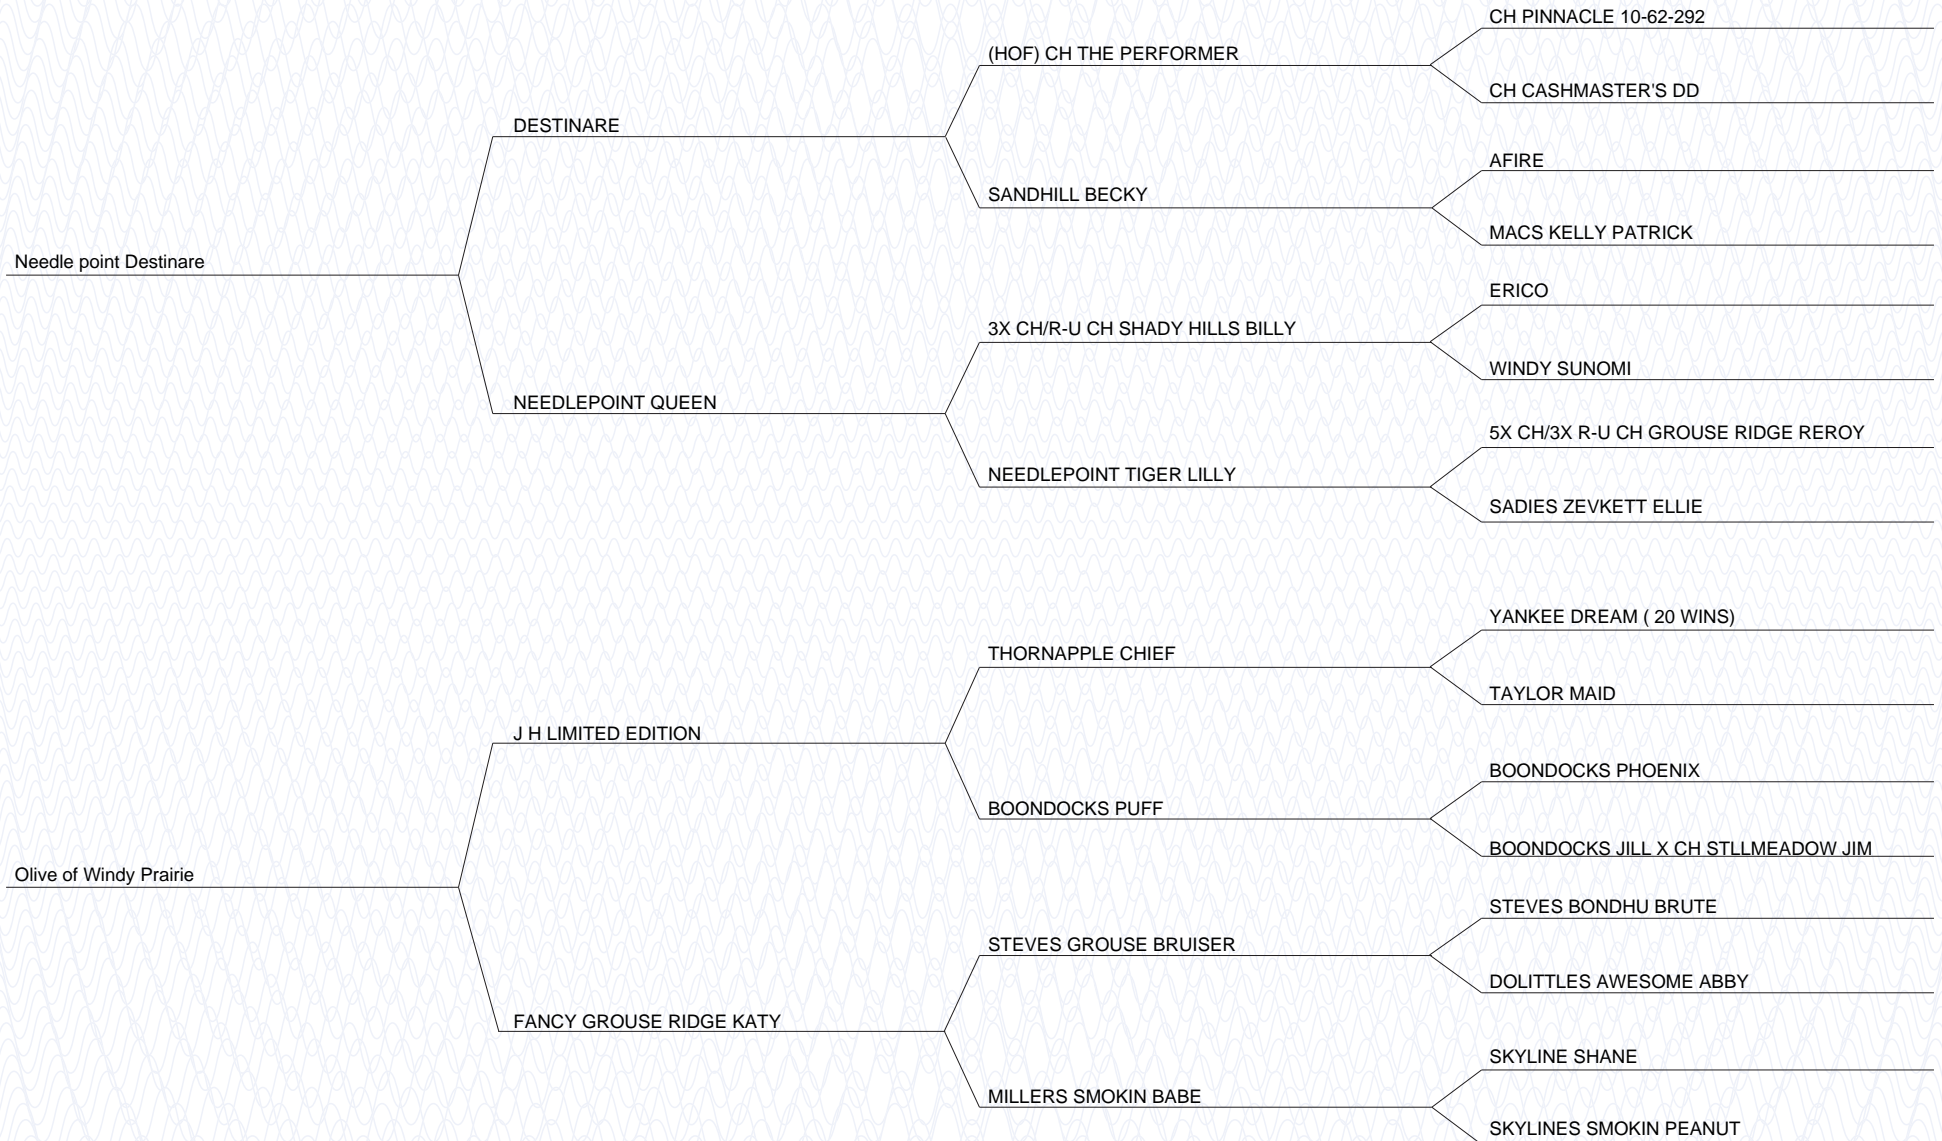 CH PINNACLE 10-62-292
(HOF) CH THE PERFORMER
CH CASHMASTER'S DD
DESTINARE
AFIRE
SANDHILL BECKY
MACS KELLY PATRICK
Needle point Destinare
ERICO
3X CH/R-U CH SHADY HILLS BILLY
WINDY SUNOMI
NEEDLEPOINT QUEEN
5X CH/3X R-U CH GROUSE RIDGE REROY
NEEDLEPOINT TIGER LILLY
SADIES ZEVKETT ELLIE
YANKEE DREAM ( 20 WINS)
THORNAPPLE CHIEF
TAYLOR MAID
J H LIMITED EDITION
BOONDOCKS PHOENIX
BOONDOCKS PUFF
BOONDOCKS JILL X CH STLLMEADOW JIM
Olive of Windy Prairie
STEVES BONDHU BRUTE
STEVES GROUSE BRUISER
DOLITTLES AWESOME ABBY
FANCY GROUSE RIDGE KATY
SKYLINE SHANE
MILLERS SMOKIN BABE
SKYLINES SMOKIN PEANUT